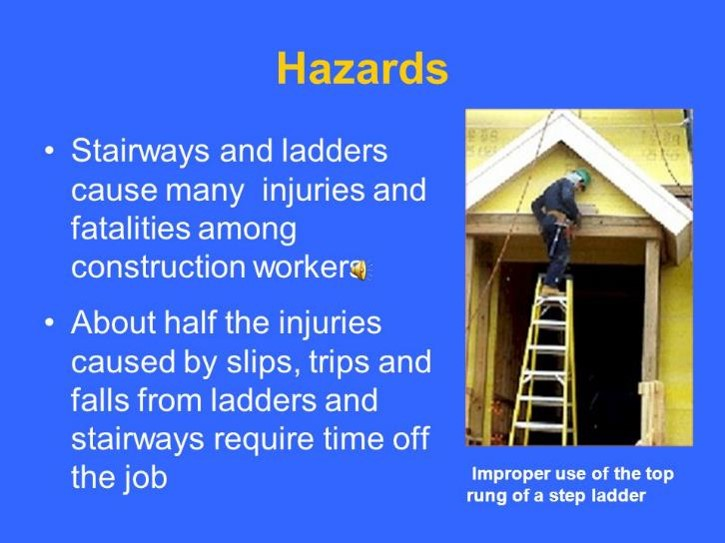 Hazards
• Stairways and ladders
cause many injuries and
fatalities among
construction workers
• About half the injuries
caused by slips, trips and
falls from ladders and
stairways require time off
the job
Improper use of the top
rung of a step ladder